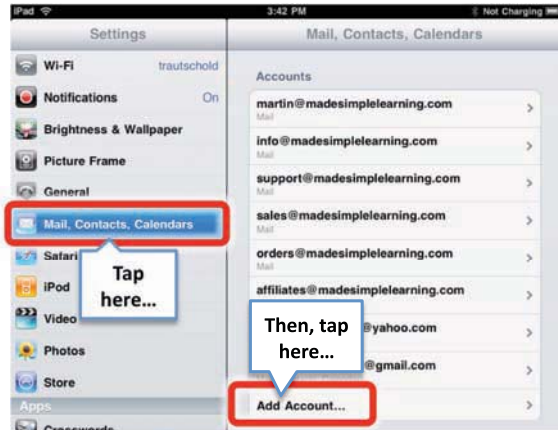 iPad
3:42 PM
Not Charging
Settings
Mail, Contacts, Calendars
Wi-Fi
trautschold
Notifications
On
Brightness & Wallpaper
Picture Frame
General
Mail, Contacts, Calendars
Safari
iPod
Video
Photos
Store
Apps
Crosswords
Tap
here...
Accounts
martin@madesimplelearning.com
Mail
info@madesimplelearning.com
Mail
support@madesimplelearning.com
Mail
sales@madesimplelearning.com
Mail
orders@madesimplelearning.com
Mail
affiliates@madesimplelearning.com
@yahoo.com
@gmail.com
Then, tap
here...
Add Account...